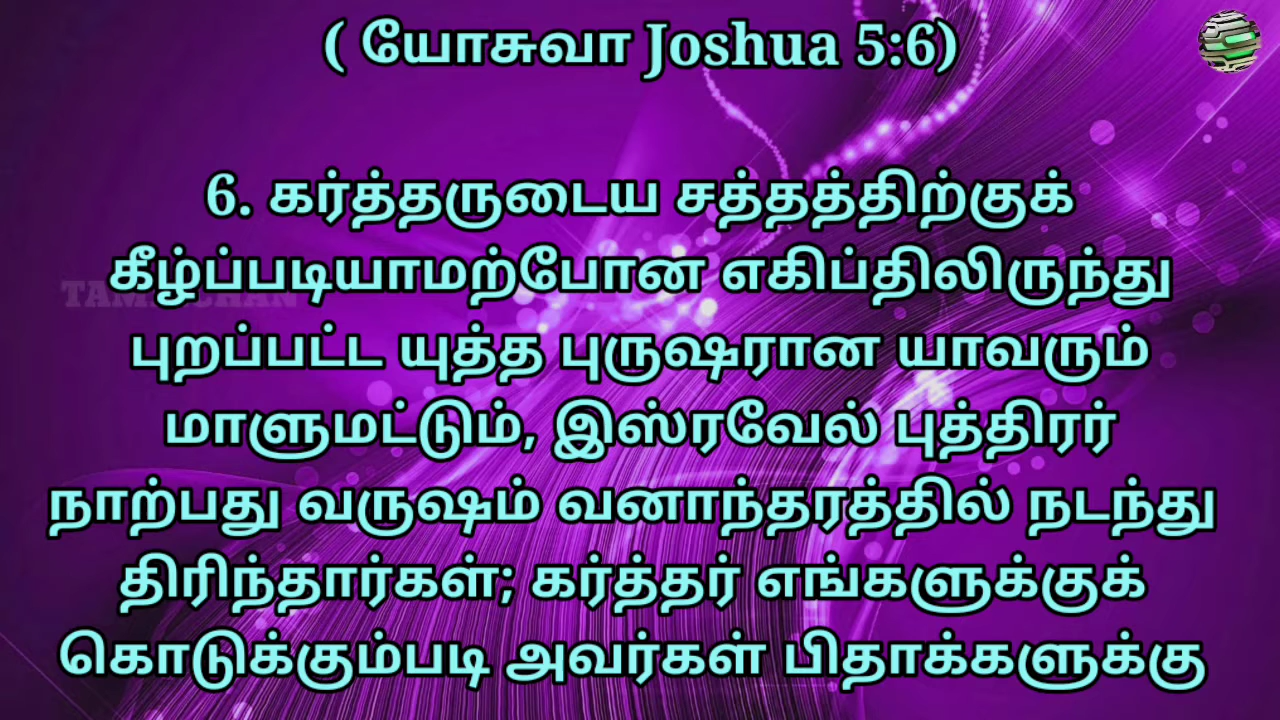 ( யோசுவா Joshua 5:6)
6. கர்த்தருடைய சத்தத்திற்குக்
கீழ்ப்படியாமற்போன எகிப்திலிருந்து
புறப்பட்ட யுத்த புருஷரான யாவரும்
மாளுமட்டும், இஸ்ரவேல் புத்திரர்
நாற்பது வருஷம் வனாந்தரத்தில் நடந்து
திரிந்தார்கள்; கர்த்தர் எங்களுக்குக்
கொடுக்கும்படி அவர்கள் பிதாக்களுக்கு